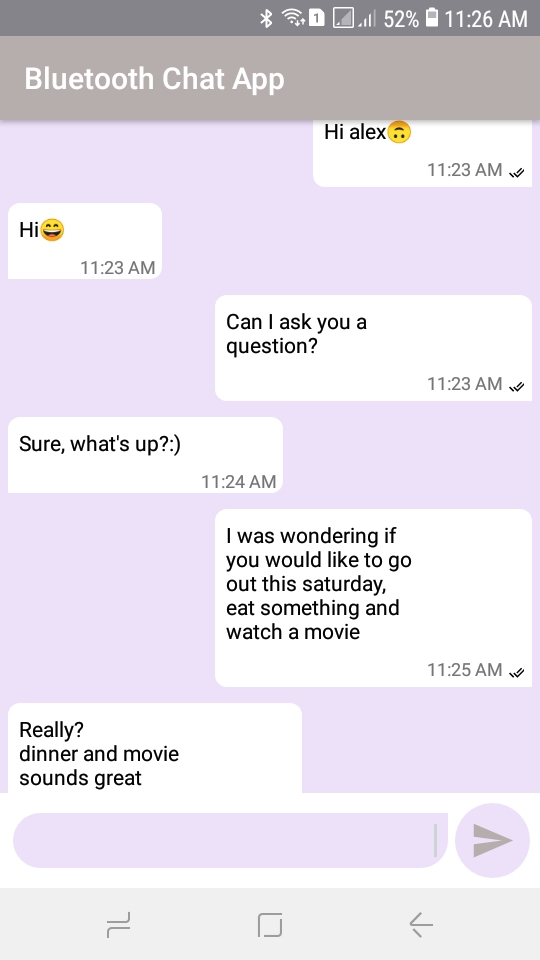 1 52% 11:26 AM
Bluetooth Chat App
Hi alex🙃
11:23 AM
Hi😄
11:23 AM
Can I ask you a
question?
11:23 AM
Sure, what's up?:)
11:24 AM
I was wondering if
you would like to go
out this saturday,
eat something and
watch a movie
11:25 AM
Really?
dinner and movie
sounds great